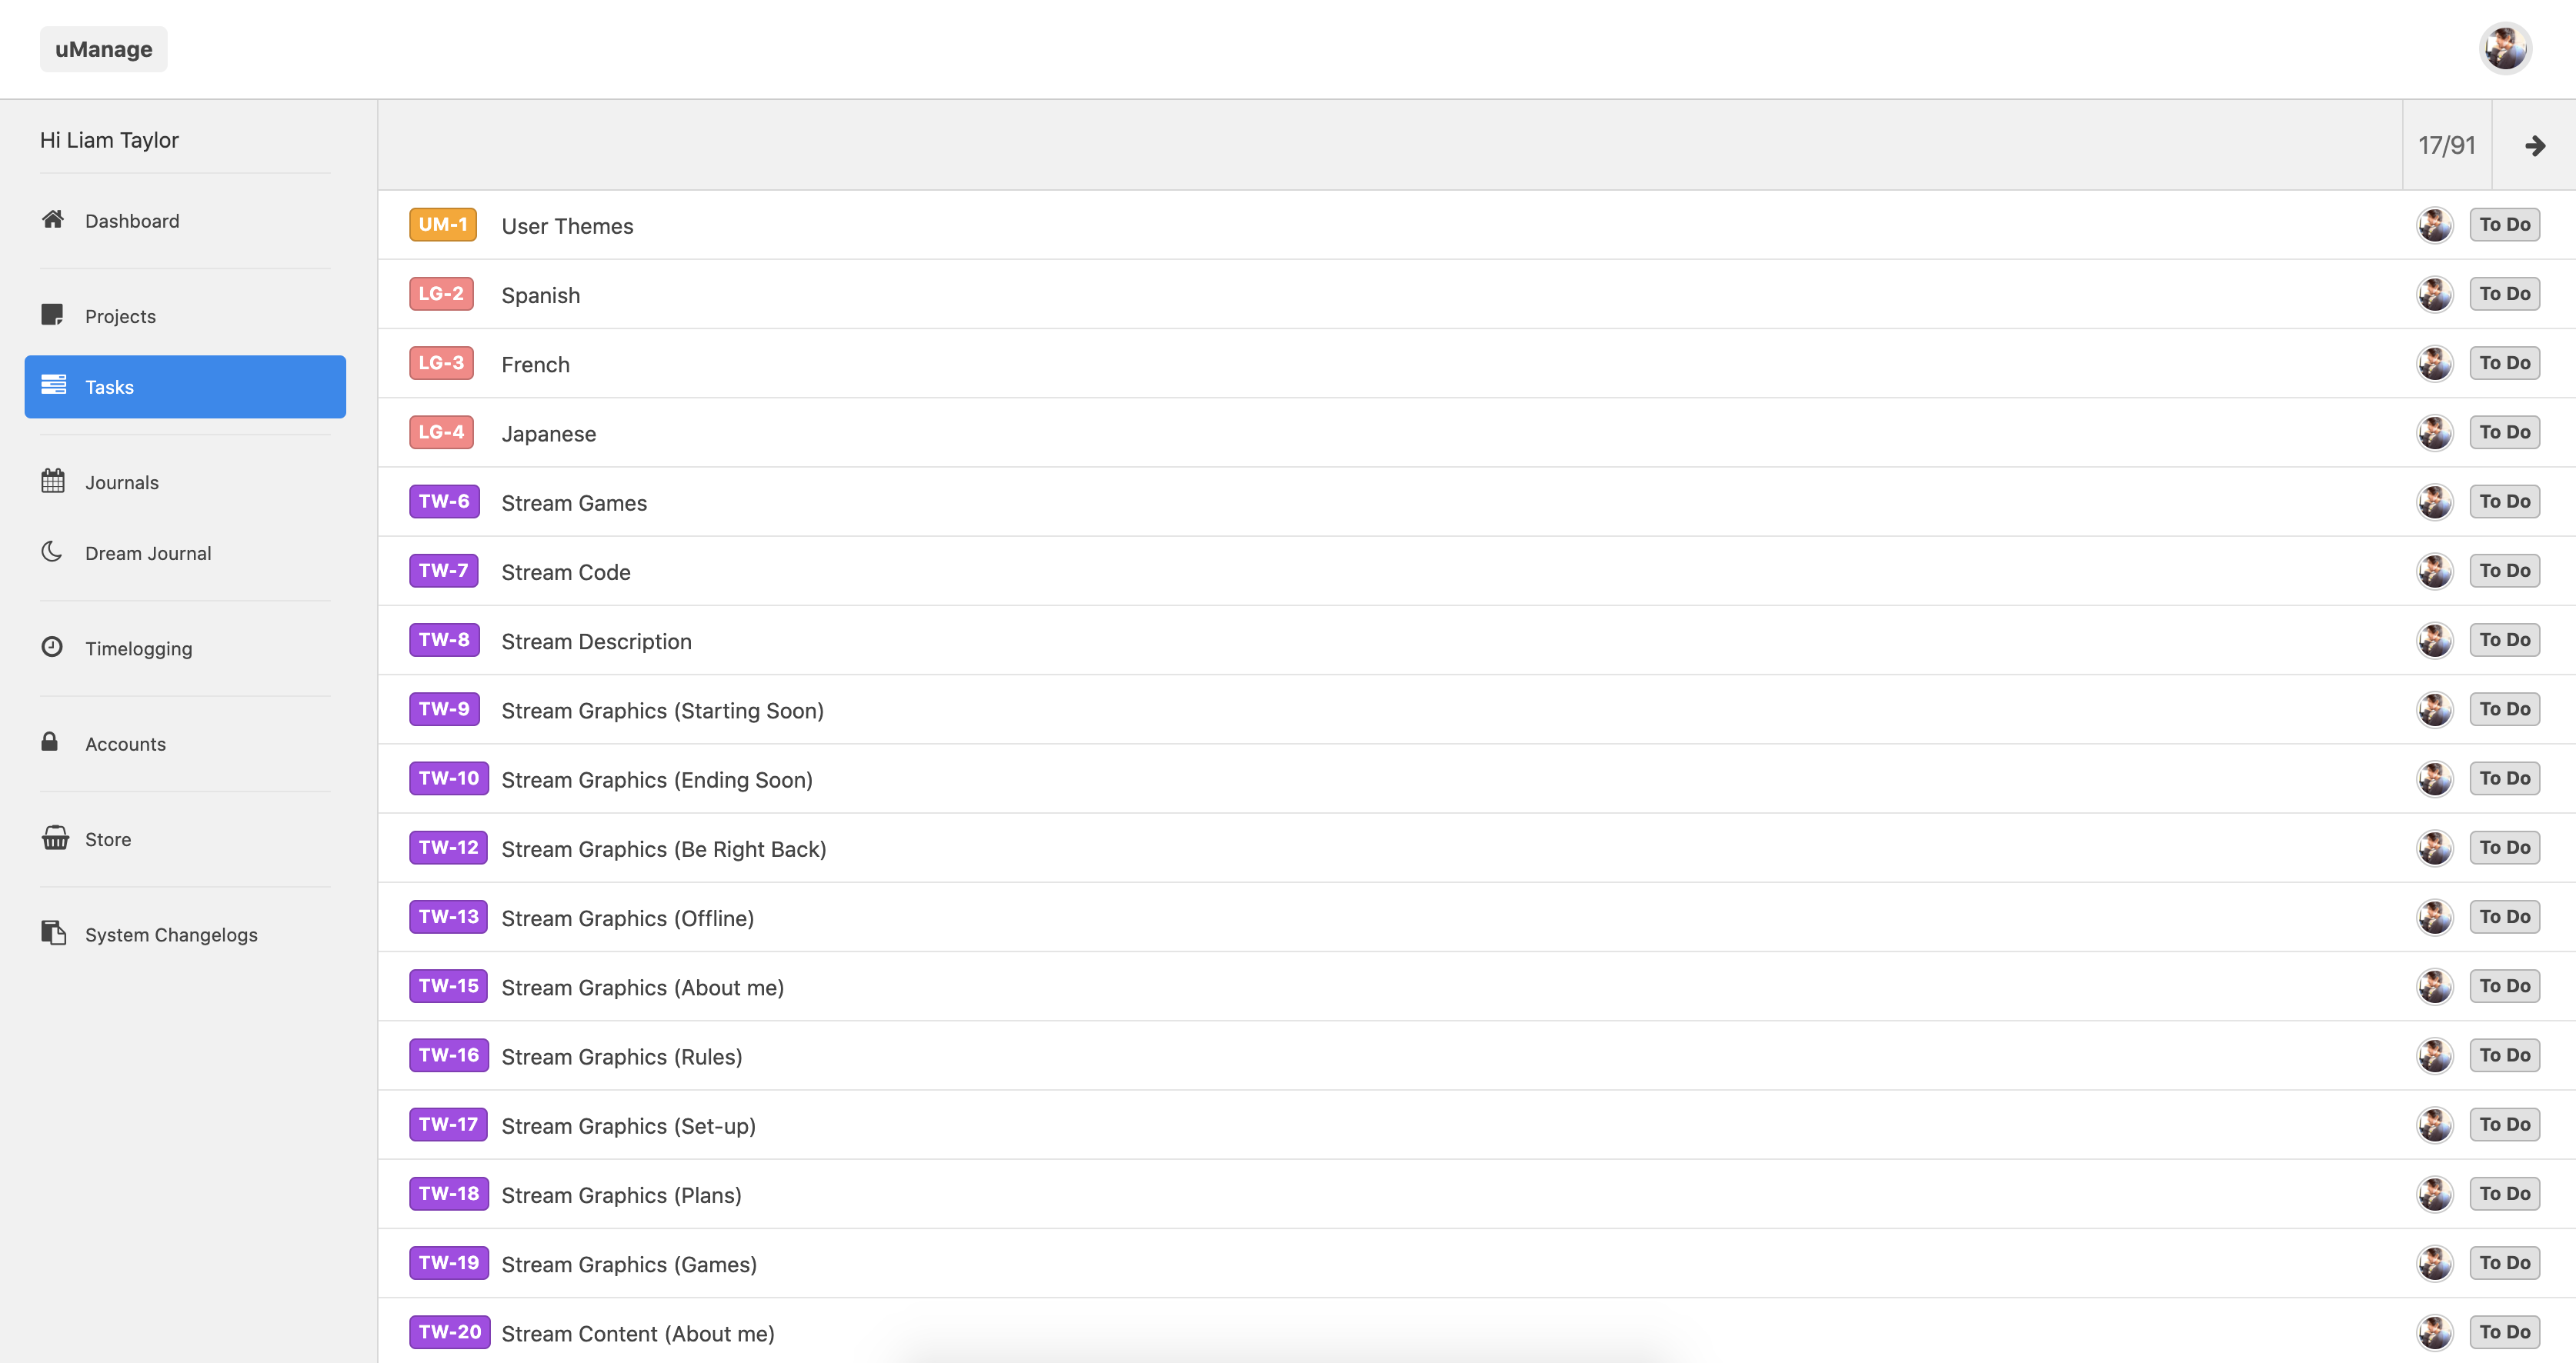 uManage
Hi Liam Taylor
Dashboard
Projects
Tasks
Journals
Dream Journal
Timelogging
Accounts
Store
System Changelogs
17/91
UM-1 User Themes To Do
LG-2 Spanish To Do
LG-3 French To Do
LG-4 Japanese To Do
TW-6 Stream Games To Do
TW-7 Stream Code To Do
TW-8 Stream Description To Do
TW-9 Stream Graphics (Starting Soon) To Do
TW-10 Stream Graphics (Ending Soon) To Do
TW-12 Stream Graphics (Be Right Back) To Do
TW-13 Stream Graphics (Offline) To Do
TW-15 Stream Graphics (About me) To Do
TW-16 Stream Graphics (Rules) To Do
TW-17 Stream Graphics (Set-up) To Do
TW-18 Stream Graphics (Plans) To Do
TW-19 Stream Graphics (Games) To Do
TW-20 Stream Content (About me) To Do